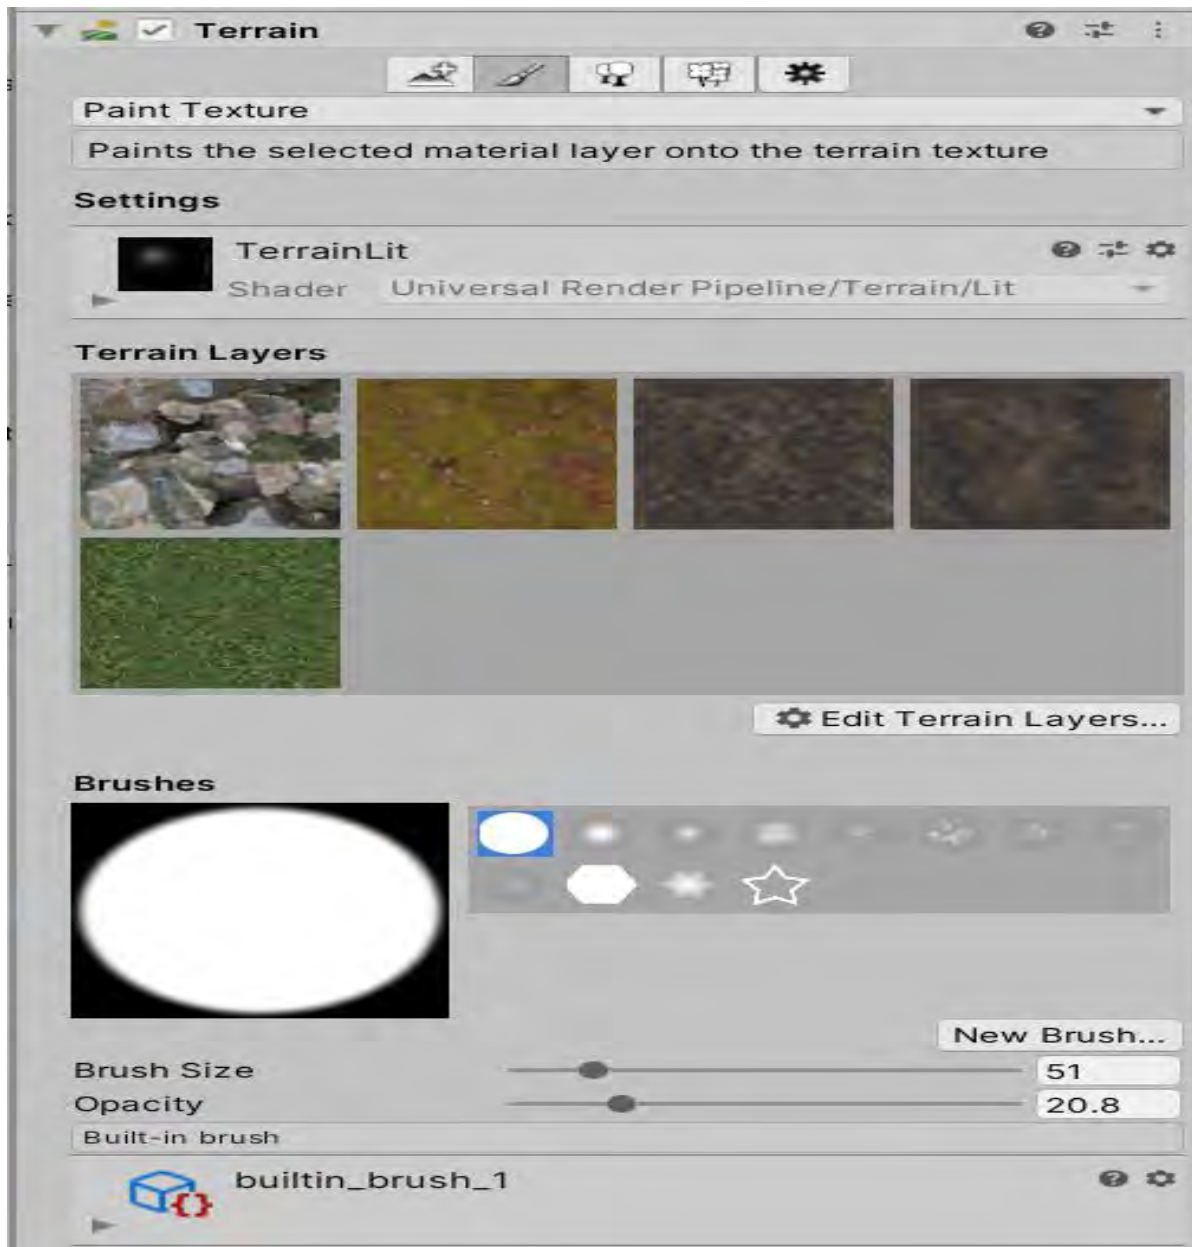 Terrain
Paint Texture
Paints the selected material layer onto the terrain texture
Settings
TerrainLit
Shader Universal Render Pipeline/Terrain/Lit
Terrain Layers
Edit Terrain Layers...
Brushes
New Brush...
Brush Size 51
Opacity 20.8
Built-in brush
builtin_brush_1